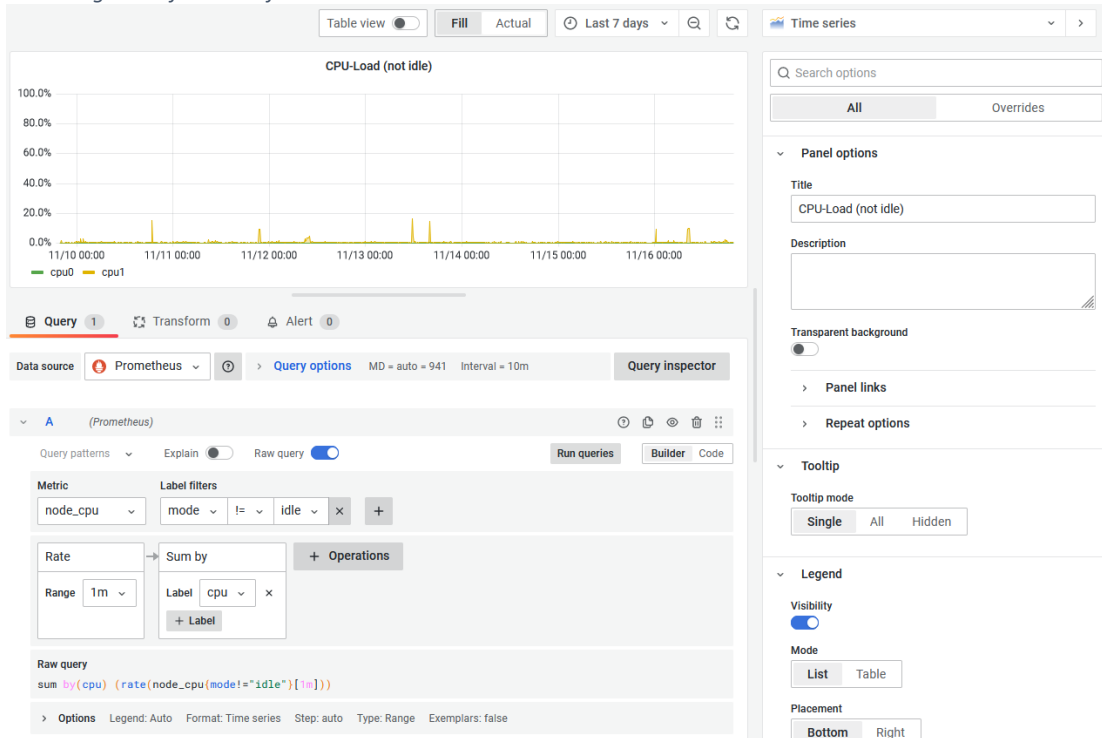 Table view
Fill
Actual
Last 7 days
Time series
CPU-Load (not idle)
100.0%
80.0%
60.0%
40.0%
20.0%
0.0%
11/10 00:00
11/11 00:00
11/12 00:00
11/13 00:00
11/14 00:00
11/15 00:00
11/16 00:00
cpu0
cpu1
Query 1
Transform 0
Alert 0
Data source
Prometheus
Query options
MD = auto = 941
Interval = 10m
Query inspector
A
(Prometheus)
Query patterns
Explain
Raw query
Run queries
Builder
Code
Metric
Label filters
node_cpu
mode
!=
idle
Rate
Sum by
+ Operations
Range
1m
Label
cpu
+ Label
Raw query
sum by(cpu) (rate(node_cpu{mode!="idle"}[1m]))
Options
Legend: Auto
Format: Time series
Step: auto
Type: Range
Exemplars: false
Search options
All
Overrides
Panel options
Title
CPU-Load (not idle)
Description
Transparent background
Panel links
Repeat options
Tooltip
Tooltip mode
Single
All
Hidden
Legend
Visibility
Mode
List
Table
Placement
Bottom
Right